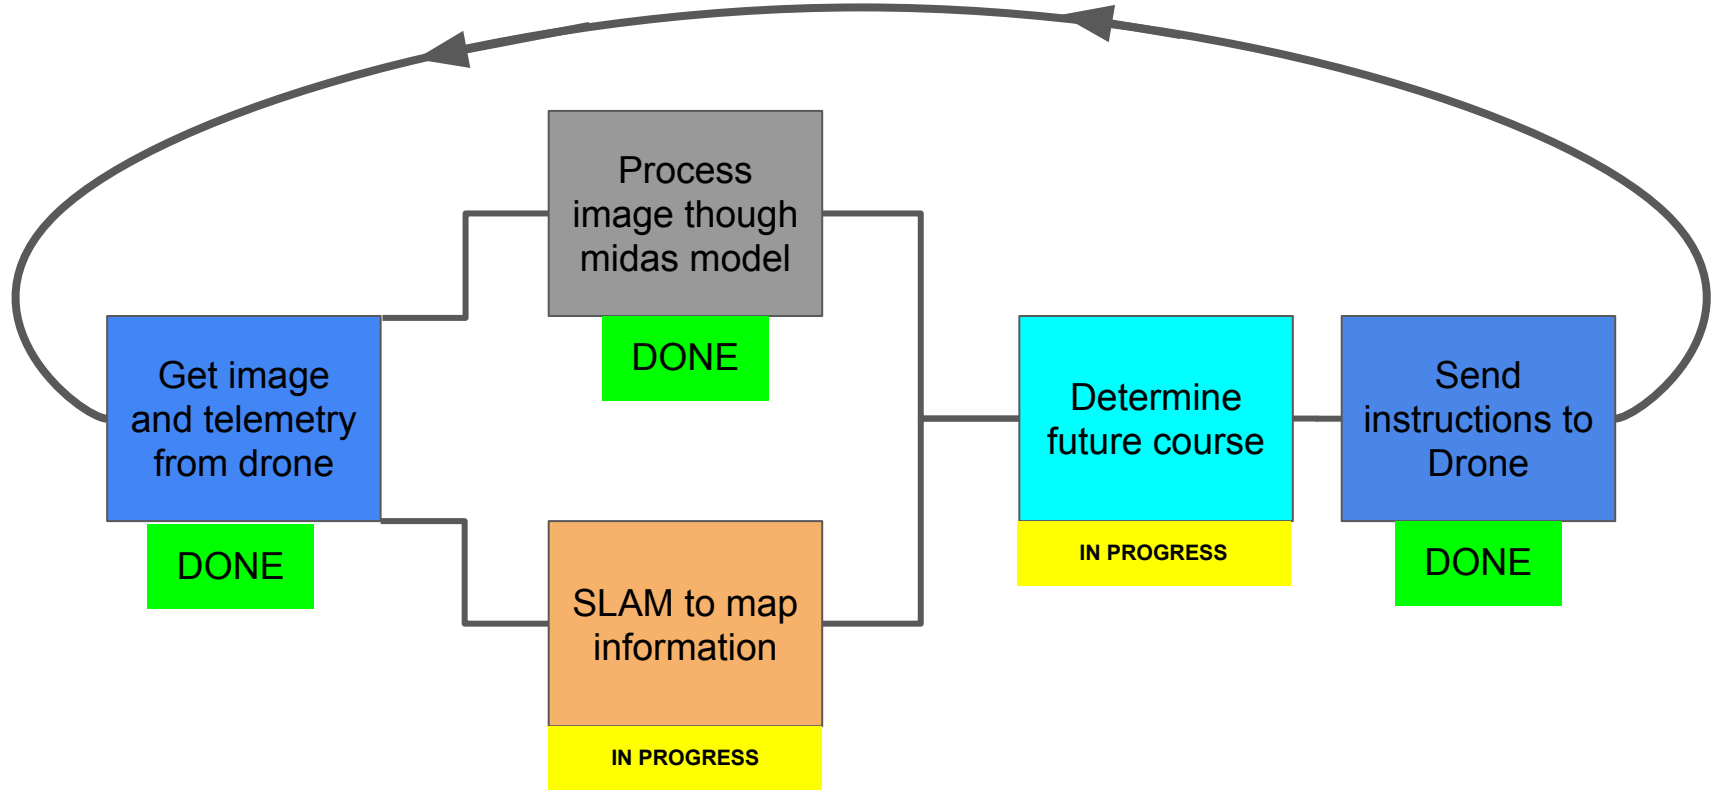 Get image
and telemetry
from drone
DONE
Process
image though
midas model
DONE
SLAM to map
information
IN PROGRESS
Determine
future course
IN PROGRESS
Send
instructions to
Drone
DONE